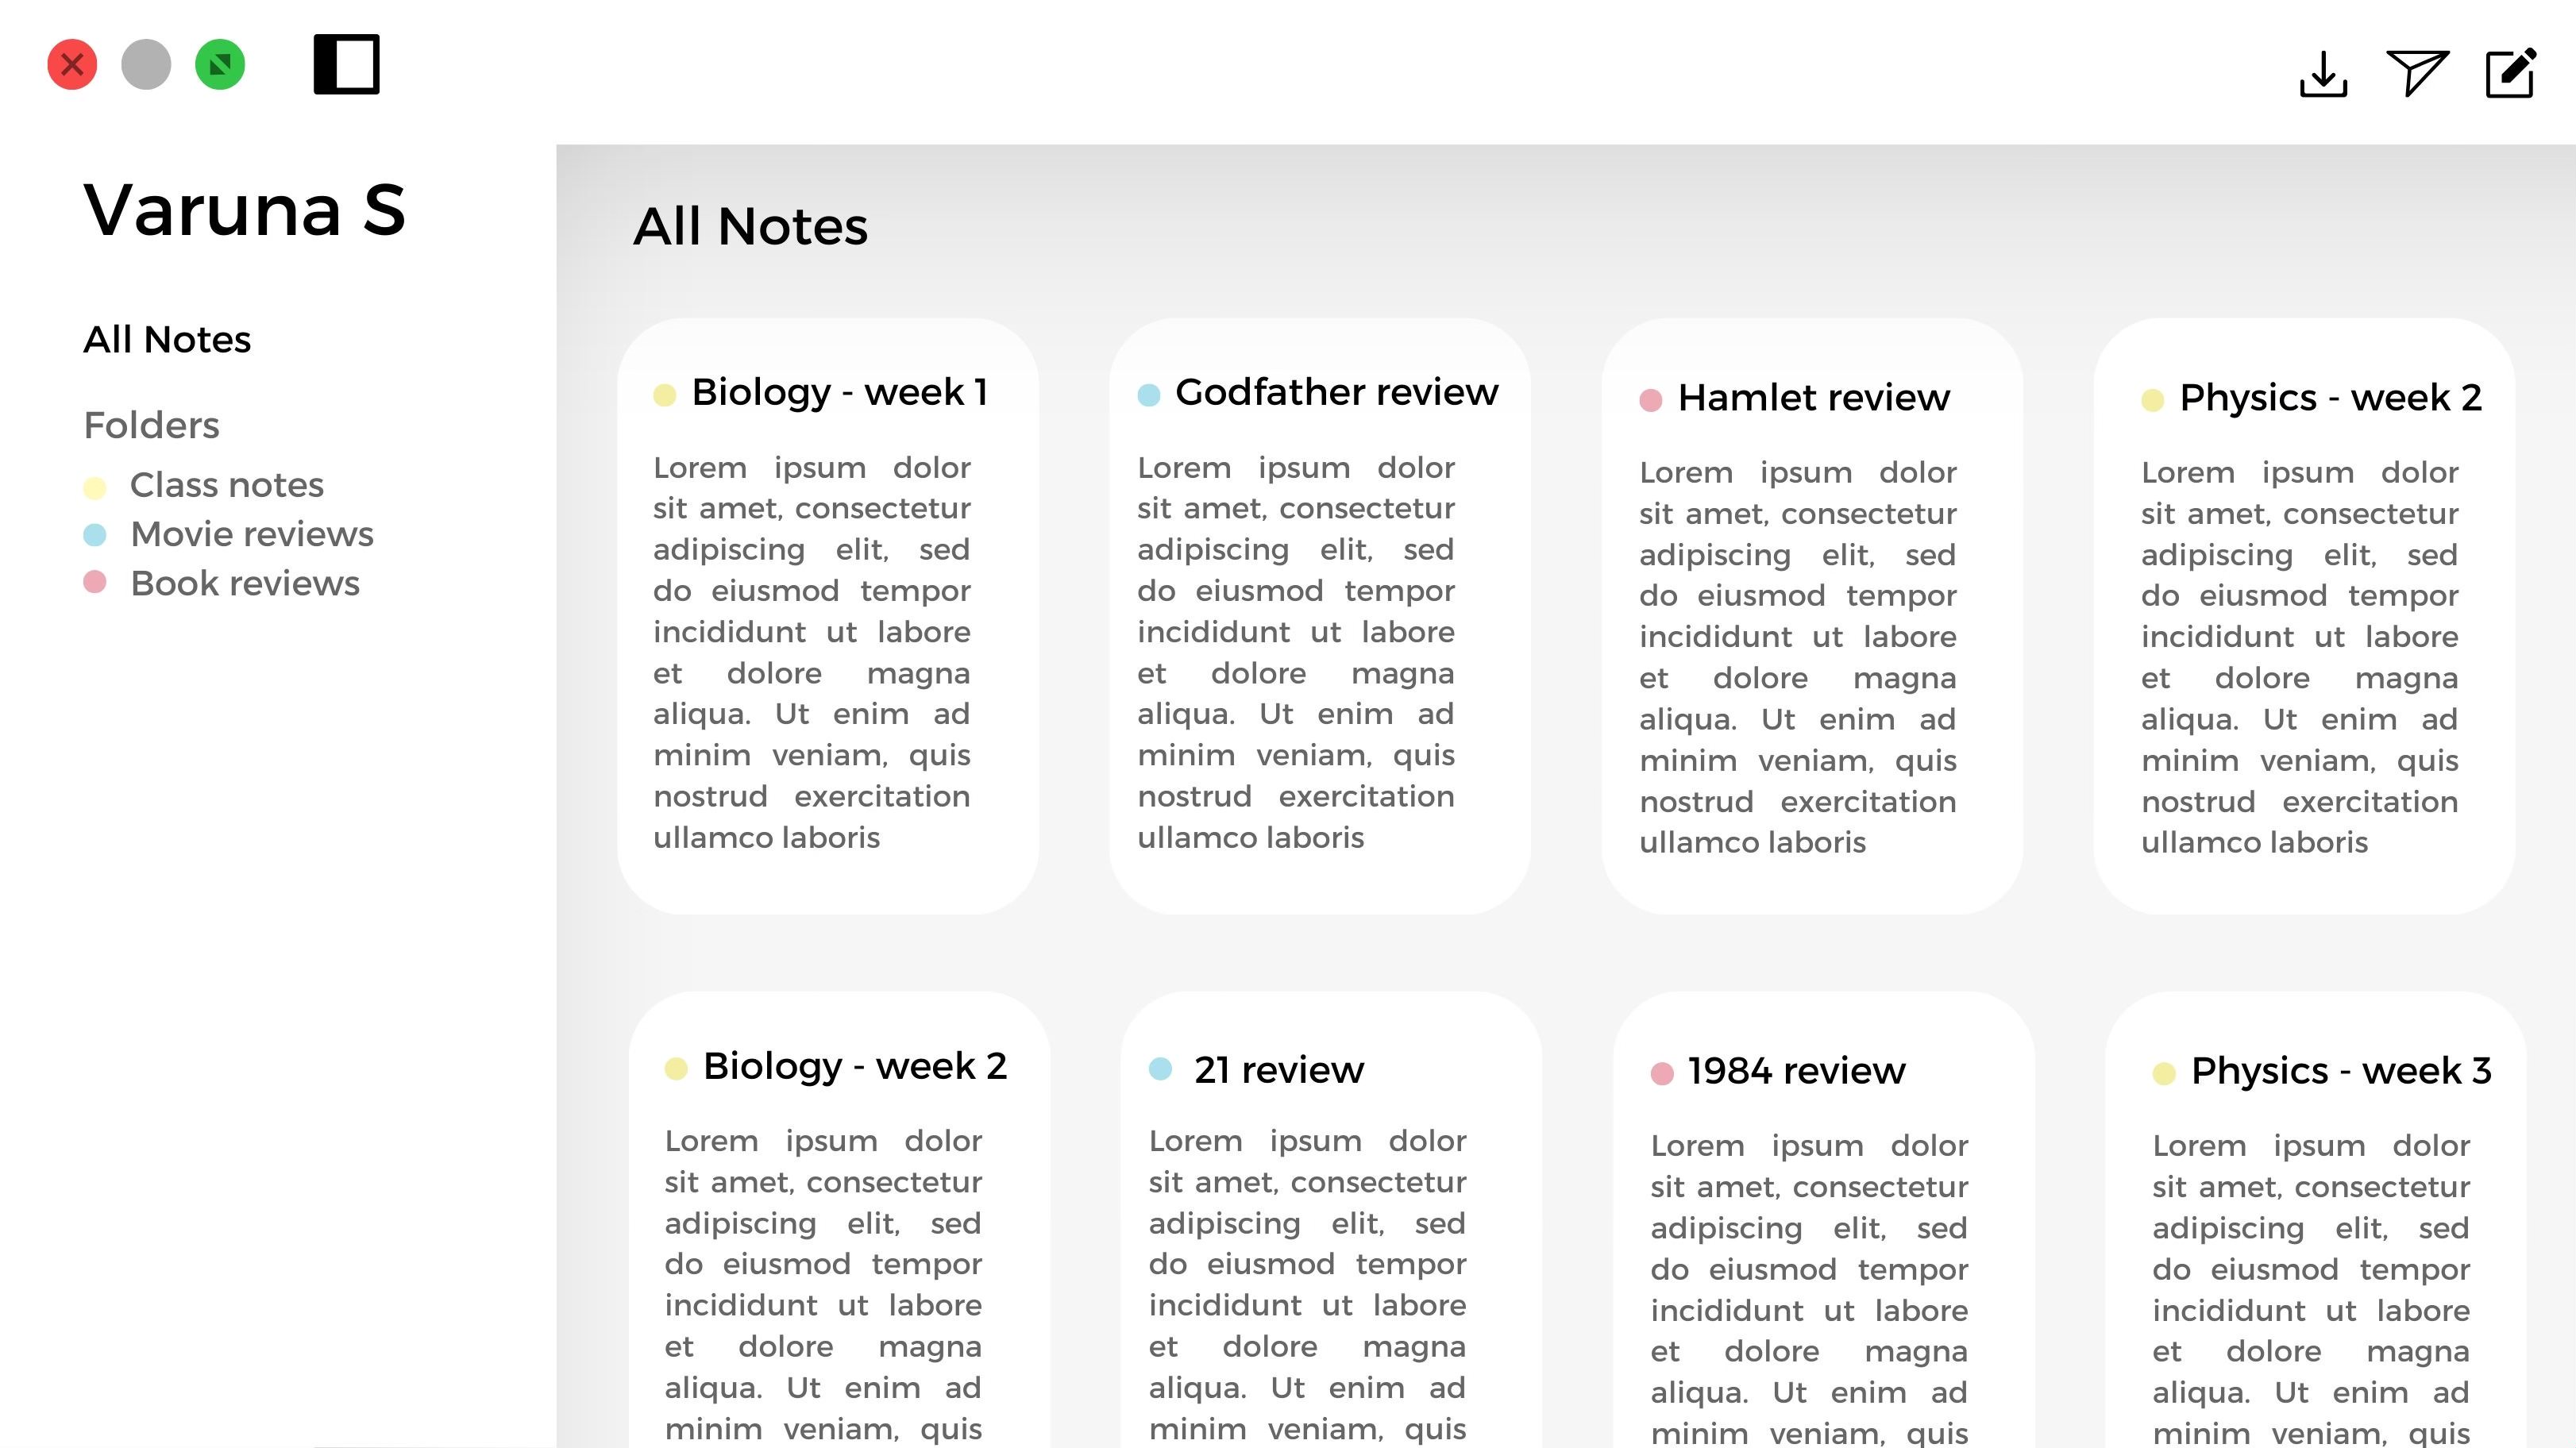 Varuna S
All Notes
Folders
Class notes
Movie reviews
Book reviews
All Notes
Biology - week 1
Lorem ipsum dolor
sit amet, consectetur
adipiscing elit, sed
do eiusmod tempor
incididunt ut labore
et dolore magna
aliqua. Ut enim ad
minim veniam, quis
nostrud exercitation
ullamco laboris
Godfather review
Lorem ipsum dolor
sit amet, consectetur
adipiscing elit, sed
do eiusmod tempor
incididunt ut labore
et dolore magna
aliqua. Ut enim ad
minim veniam, quis
nostrud exercitation
ullamco laboris
Hamlet review
Lorem ipsum dolor
sit amet, consectetur
adipiscing elit, sed
do eiusmod tempor
incididunt ut labore
et dolore magna
aliqua. Ut enim ad
minim veniam, quis
nostrud exercitation
ullamco laboris
Physics - week 2
Lorem ipsum dolor
sit amet, consectetur
adipiscing elit, sed
do eiusmod tempor
incididunt ut labore
et dolore magna
aliqua. Ut enim ad
minim veniam, quis
nostrud exercitation
ullamco laboris
Biology - week 2
Lorem ipsum dolor
sit amet, consectetur
adipiscing elit, sed
do eiusmod tempor
incididunt ut labore
et dolore magna
aliqua. Ut enim ad
minim veniam, quis
21 review
Lorem ipsum dolor
sit amet, consectetur
adipiscing elit, sed
do eiusmod tempor
incididunt ut labore
et dolore magna
aliqua. Ut enim ad
minim veniam, quis
1984 review
Lorem ipsum dolor
sit amet, consectetur
adipiscing elit, sed
do eiusmod tempor
incididunt ut labore
et dolore magna
aliqua. Ut enim ad
minim veniam, quis
Physics - week 3
Lorem ipsum dolor
sit amet, consectetur
adipiscing elit, sed
do eiusmod tempor
incididunt ut labore
et dolore magna
aliqua. Ut enim ad
minim veniam, quis